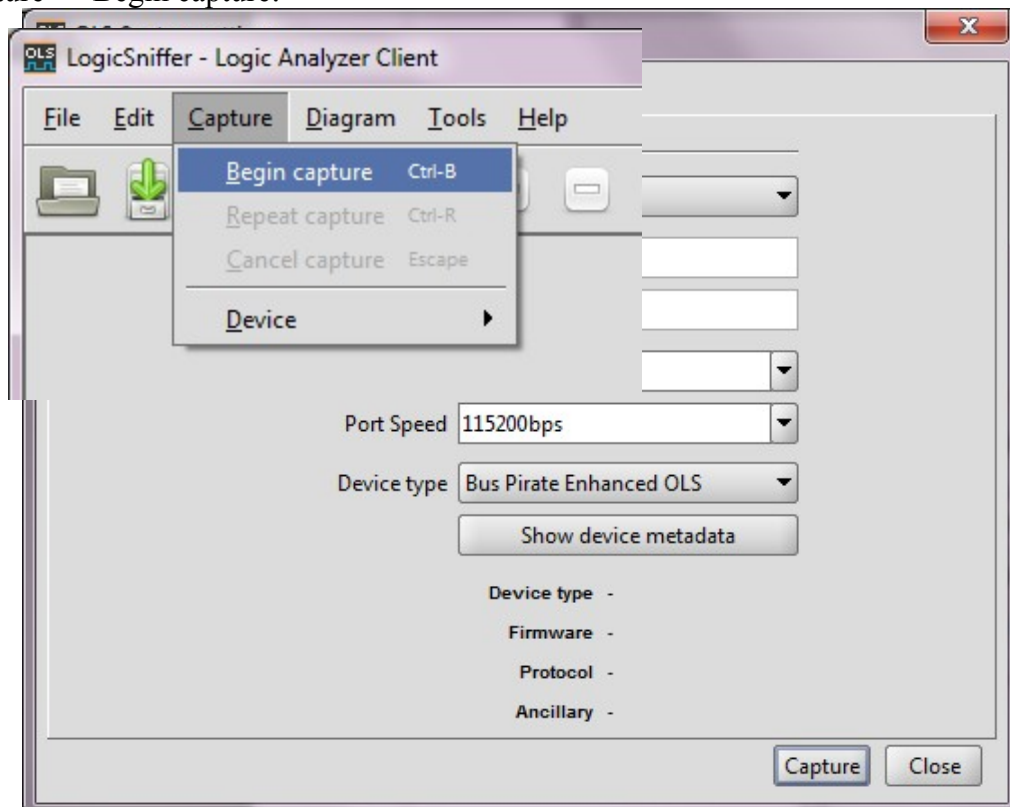 Begin capture.
OLS
LogicSniffer - Logic Analyzer Client
File Edit Capture Diagram Tools Help
Begin capture Ctrl-B
Repeat capture Ctrl-R
Cancel capture Escape
Device
Port Speed 115200bps
Device type Bus Pirate Enhanced OLS
Show device metadata
Device type -
Firmware -
Protocol -
Ancillary -
Capture Close